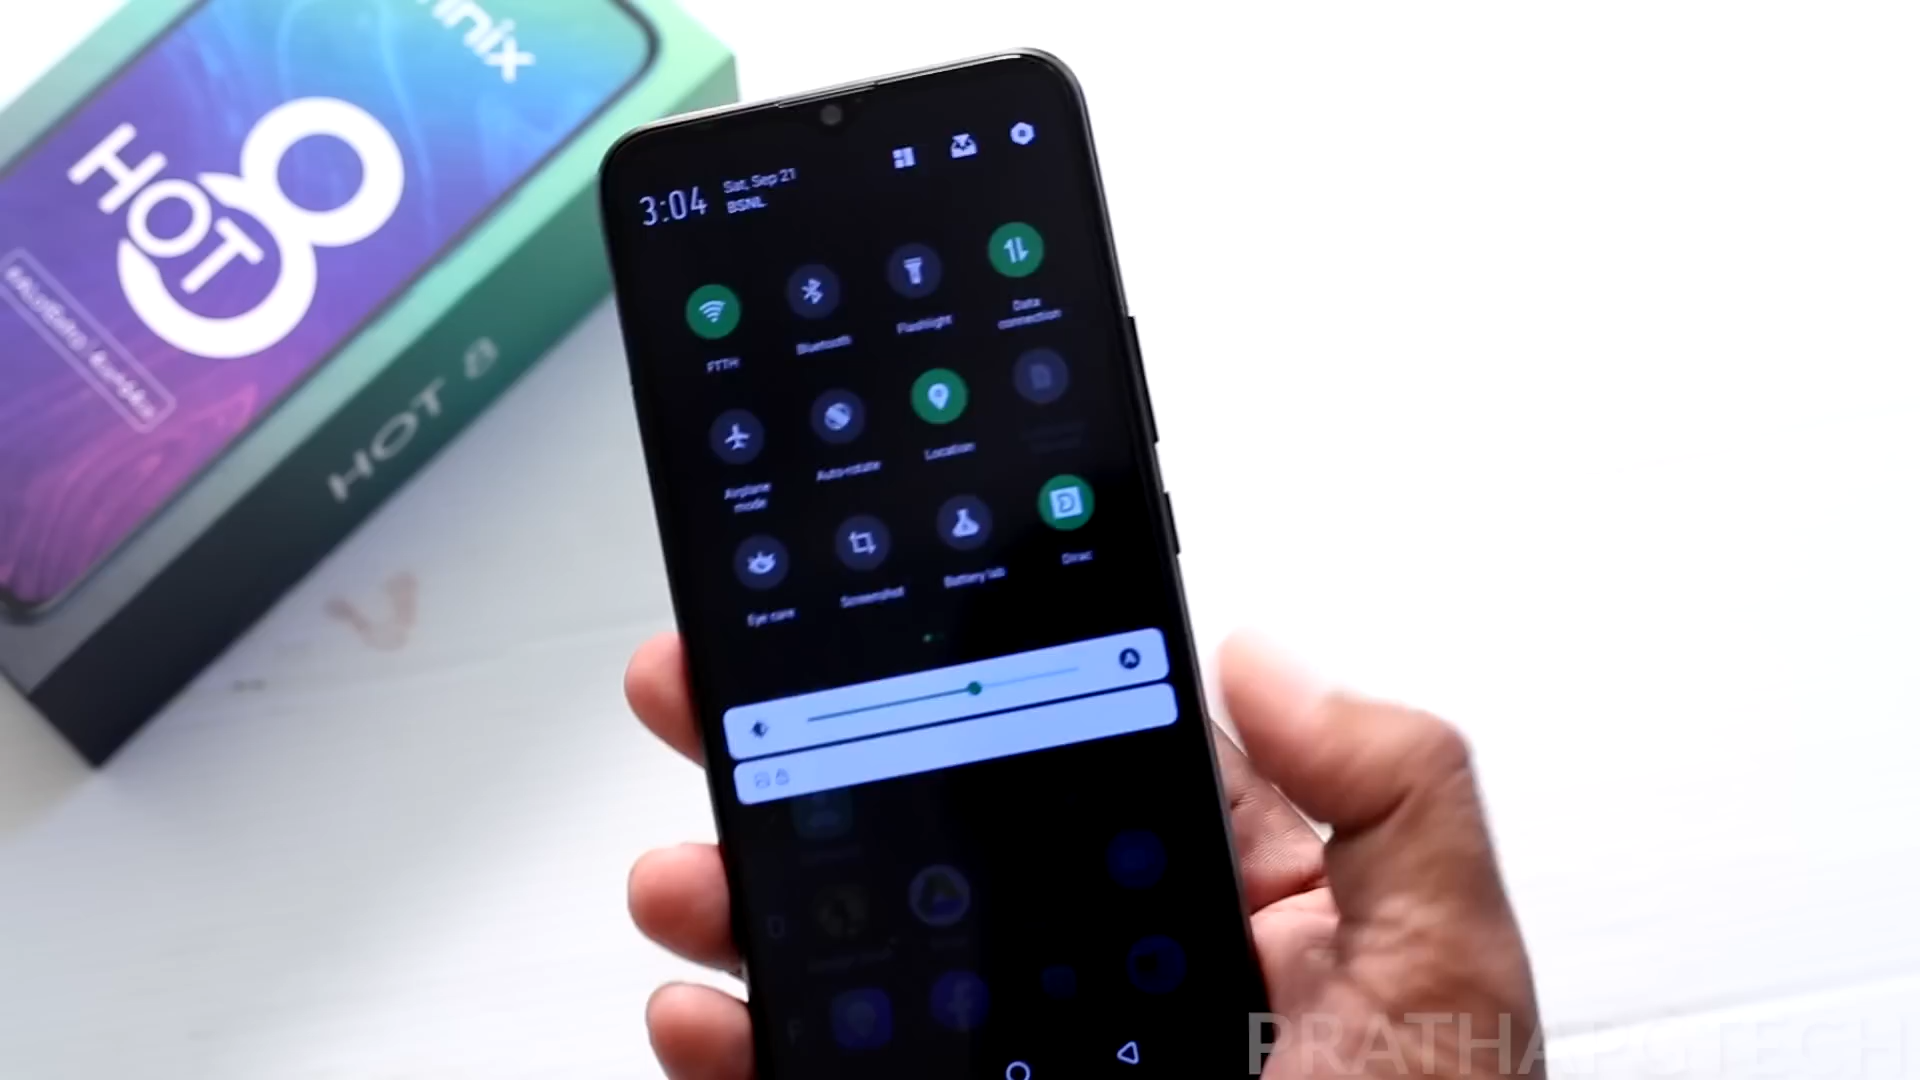 HOT 8
HOT 8
3:04
Sat, Sep 21
BSNL
FTTH
Bluetooth
Flashlight
Data
connection
Airplane
mode
Auto-rotate
Location
Eye care
Screenshot
Battery lab
Dirac
PRATHAPSTECH